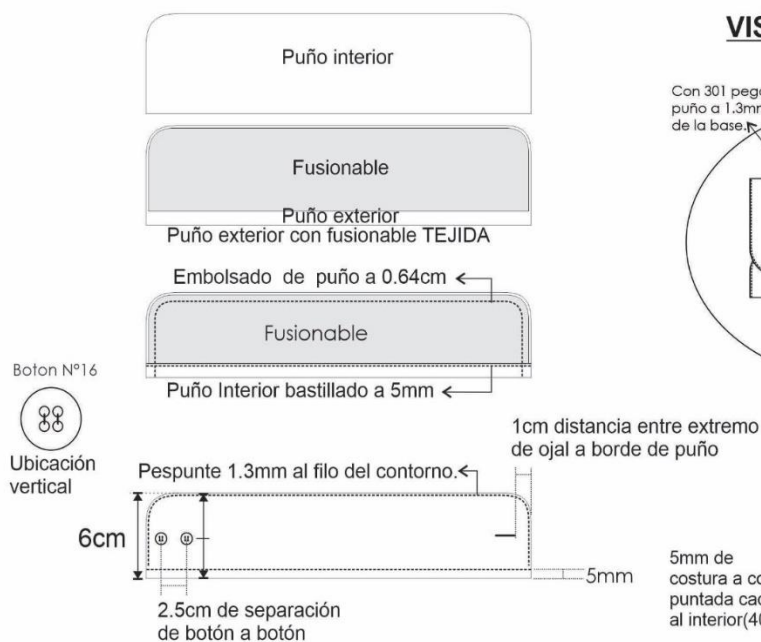 Puño interior
VIS
Con 301 peg
puño a 1.3mm
de la base.
Fusionable
Puño exterior
Puño exterior con fusionable TEJIDA
Embolsado de puño a 0.64cm
Fusionable
Boton N°16
Puño Interior bastillado a 5mm
Ubicación
vertical
1cm distancia entre extremo
de ojal a borde de puño
Pespunte 1.3mm al filo del contorno.
6cm
5mm
2.5cm de separación
de botón a botón
5mm de
costura a co
puntada cad
al interior(40